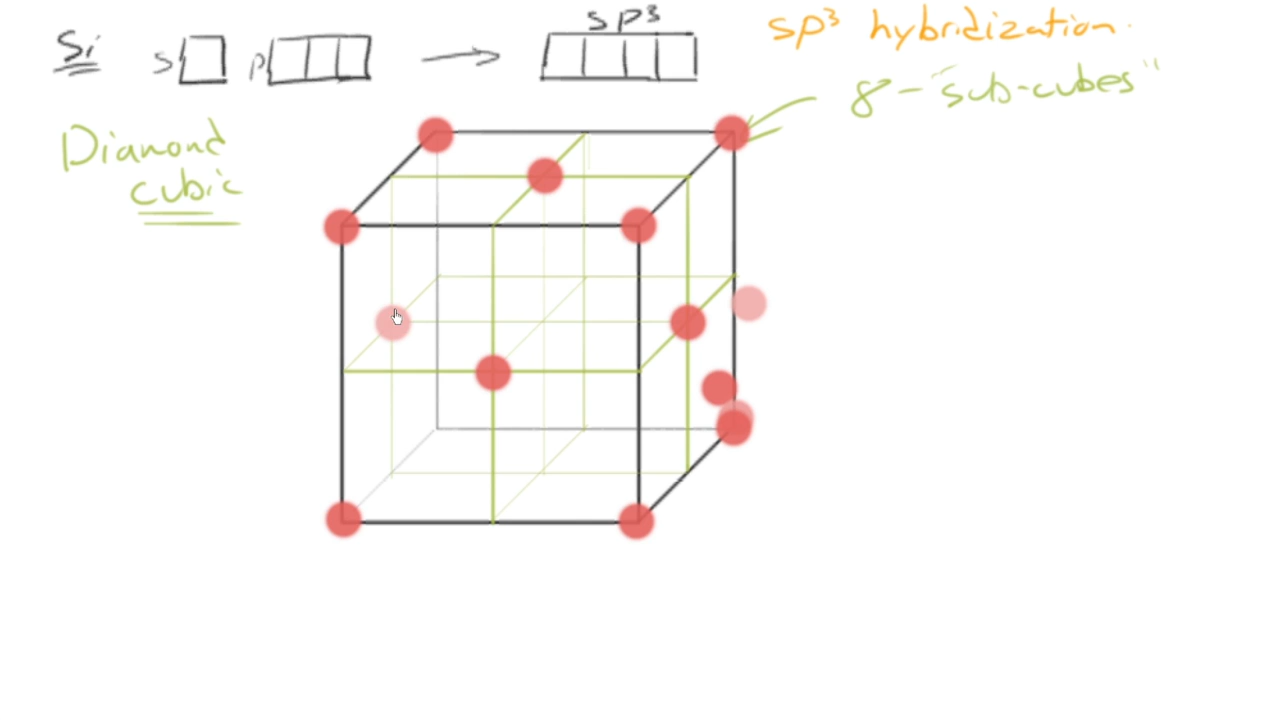 Si s p → sp³
sp³ hybridization.
8 - "sub-cubes"
Diamond
cubic